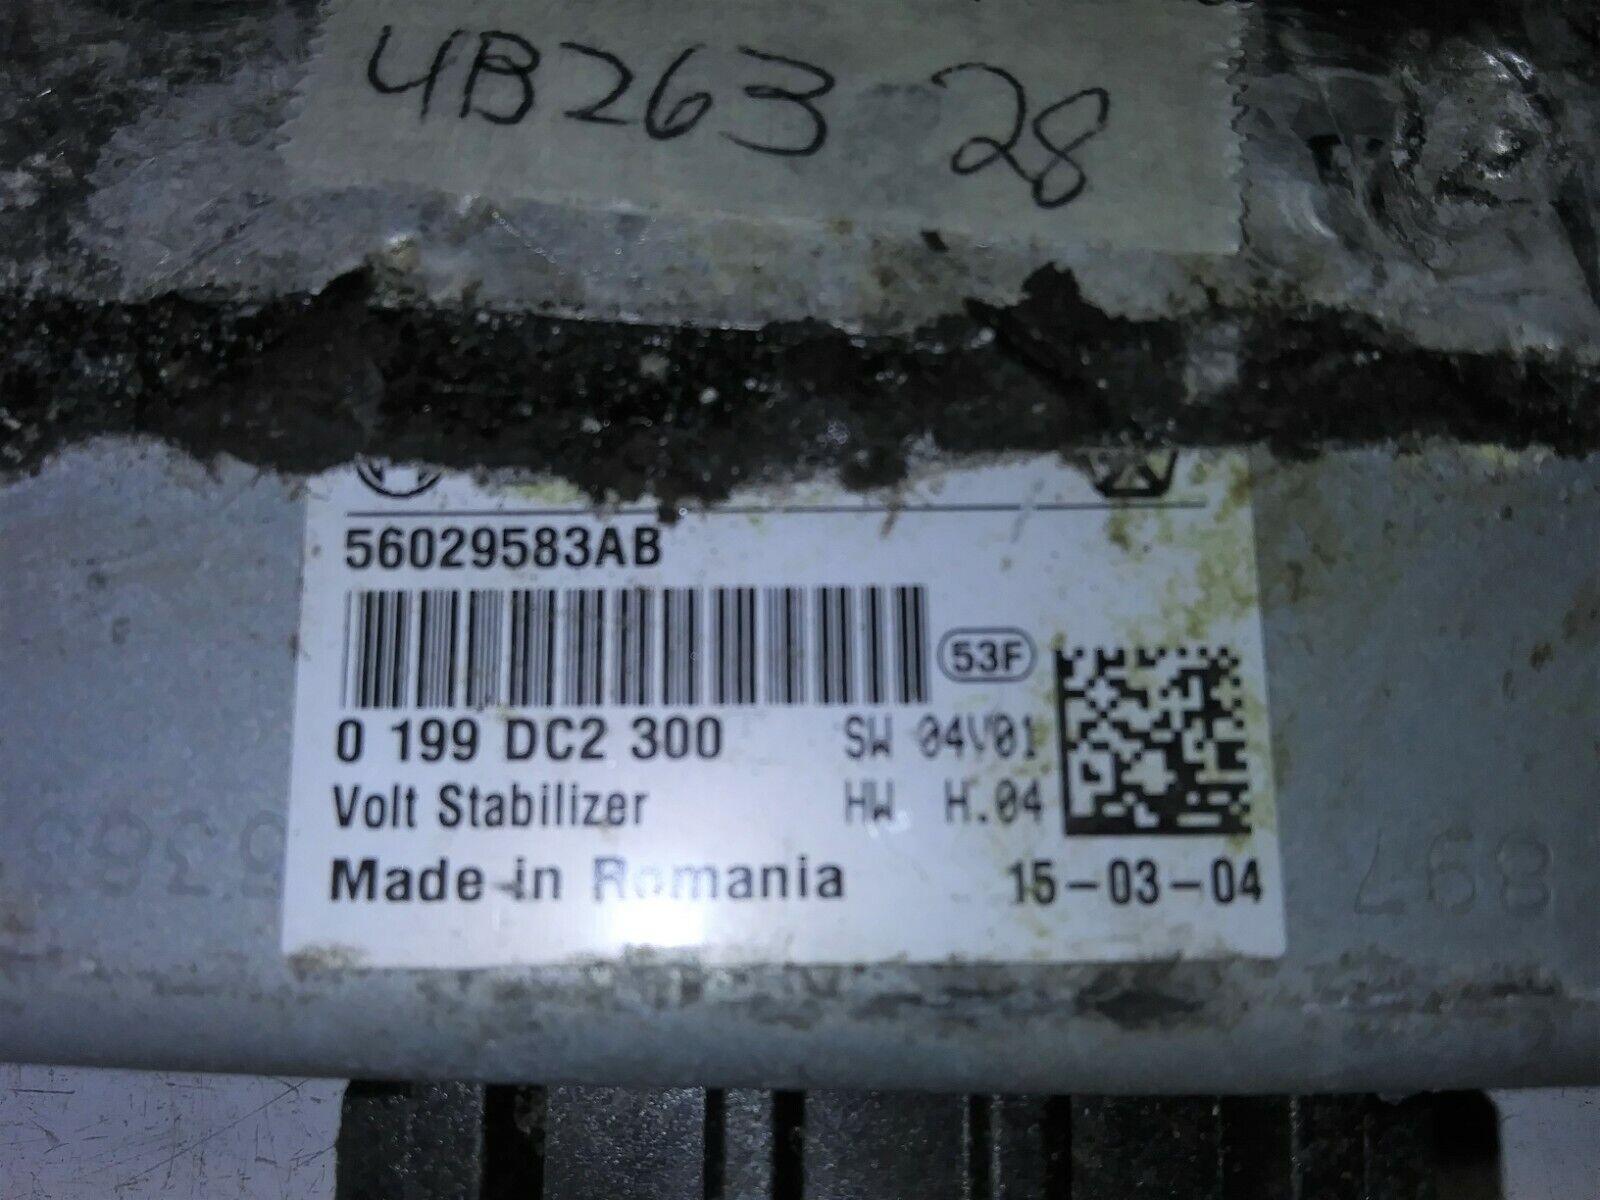 4B263 28
56029583AB
53F
0 199 DC2 300 SW 04V01
Volt Stabilizer HW H.04
Made in Romania 15-03-04